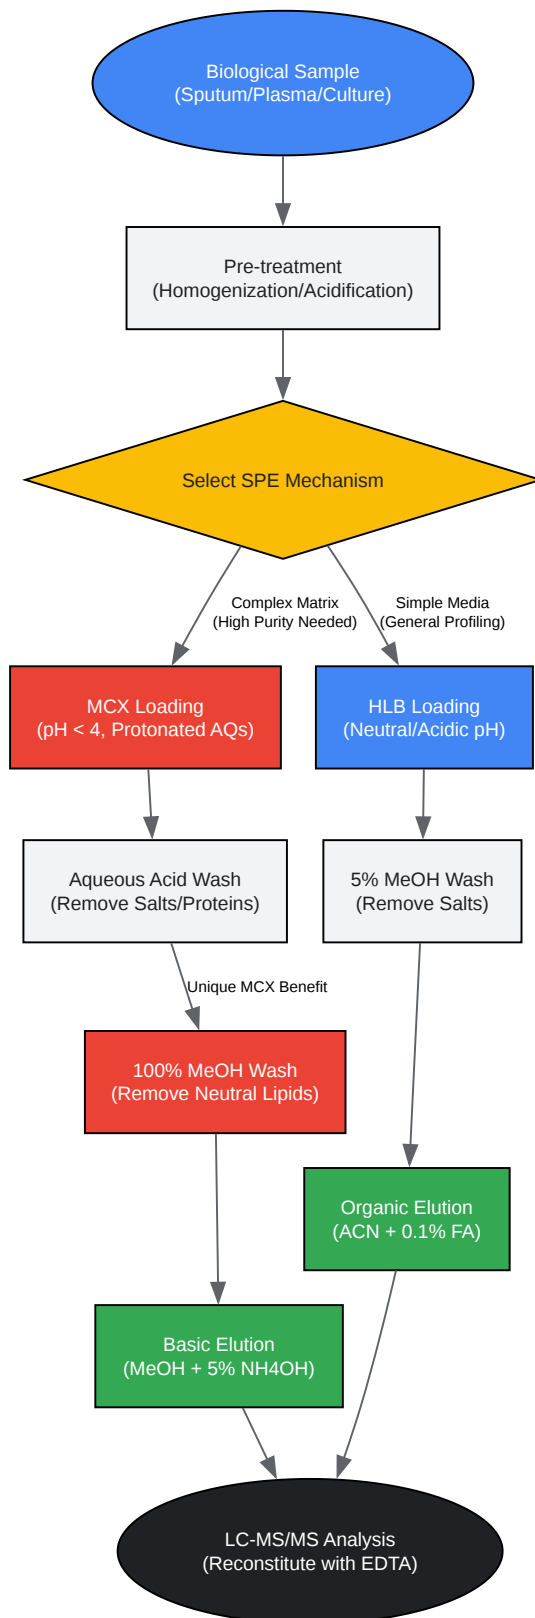 Biological Sample
(Sputum/Plasma/Culture)
Pre-treatment
(Homogenization/Acidification)
Select SPE Mechanism
Complex Matrix
(High Purity Needed)
Simple Media
(General Profiling)
MCX Loading
(pH < 4, Protonated AQs)
HLB Loading
(Neutral/Acidic pH)
Aqueous Acid Wash
(Remove Salts/Proteins)
5% MeOH Wash
(Remove Salts)
Unique MCX Benefit
100% MeOH Wash
(Remove Neutral Lipids)
Organic Elution
(ACN + 0.1% FA)
Basic Elution
(MeOH + 5% NH4OH)
LC-MS/MS Analysis
(Reconstitute with EDTA)